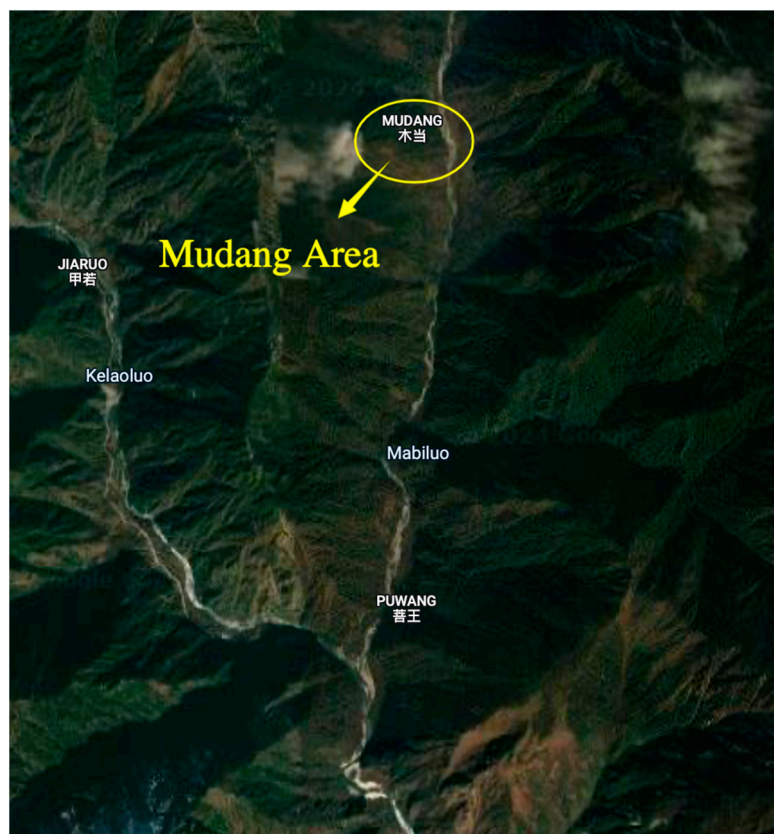 MUDANG
木当
Mudang Area
JIARUO
甲若
Kelaoluo
Mabiluo
PUWANG
菩王